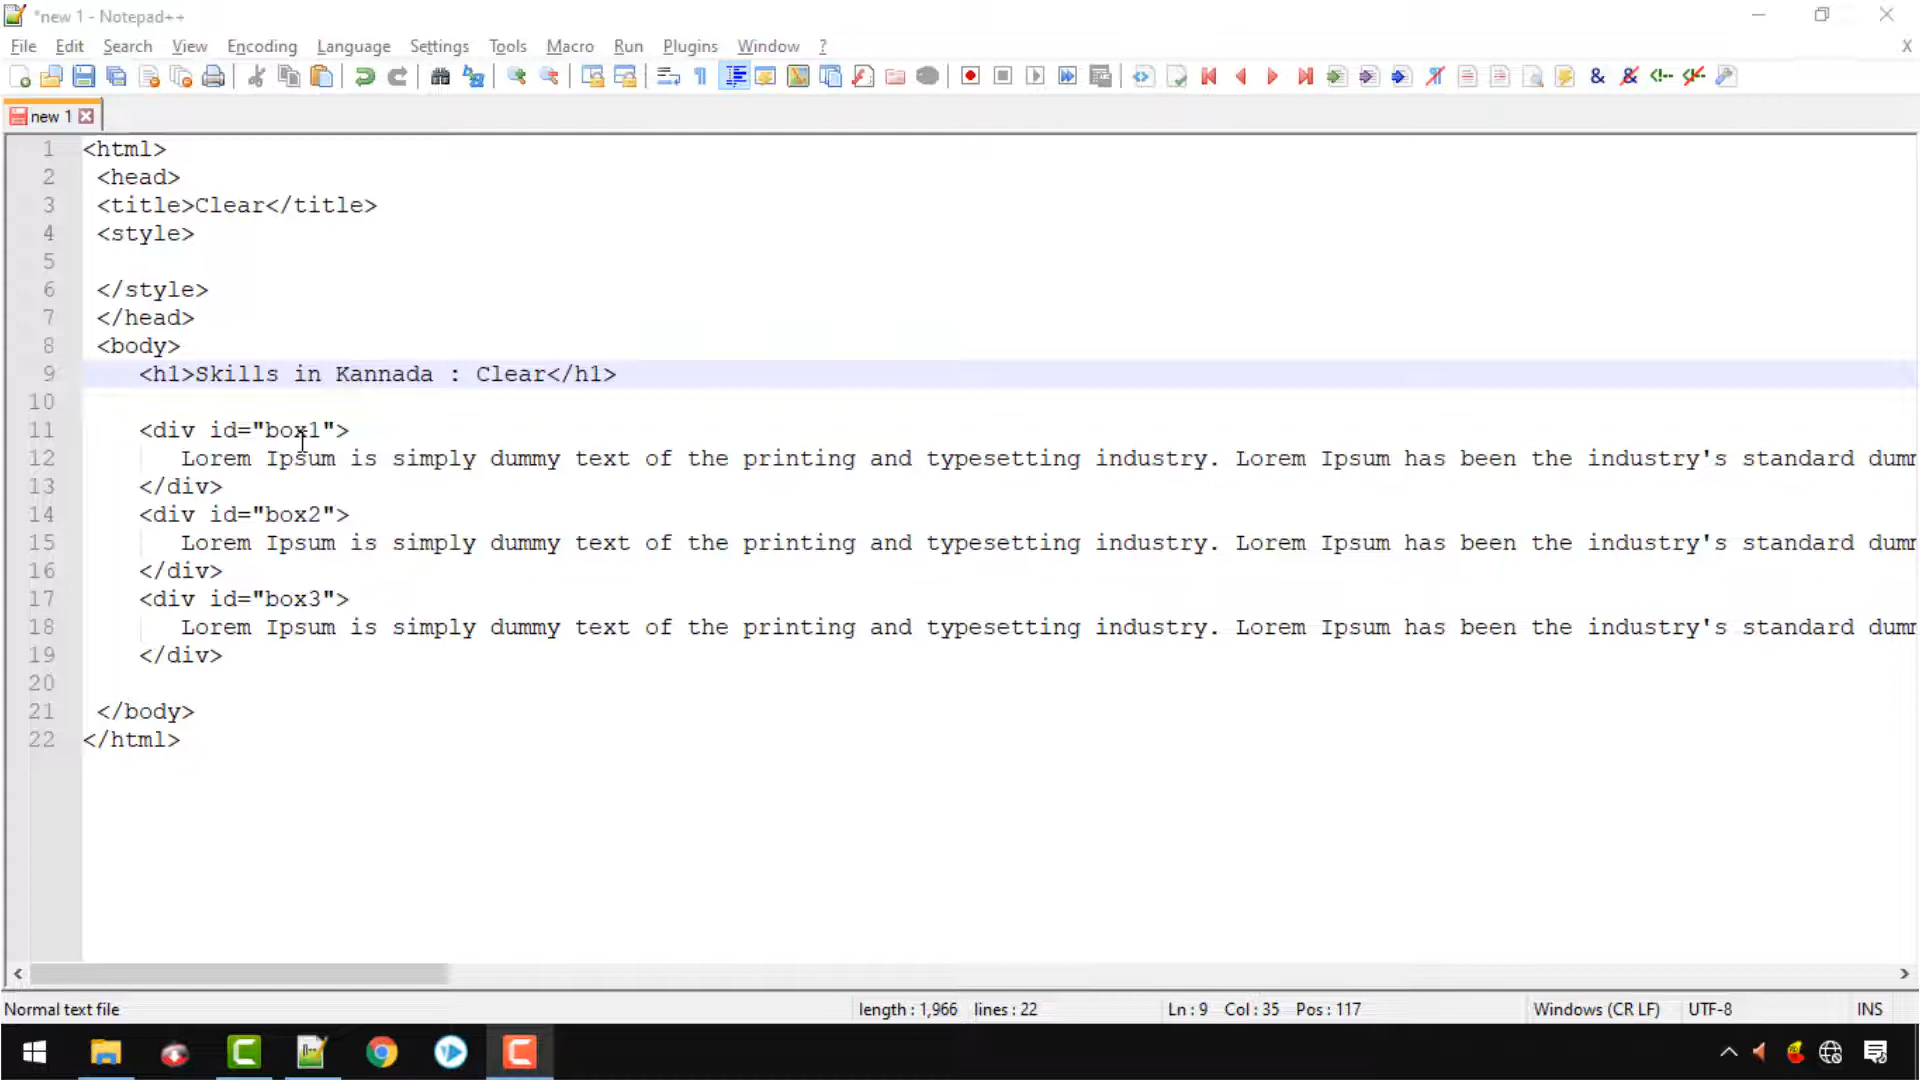 *new 1 - Notepad++
File Edit Search View Encoding Language Settings Tools Macro Run Plugins Window ? X
new 1
1 <html>
2 <head>
3 <title>Clear</title>
4 <style>
5
6 </style>
7 </head>
8 <body>
9 <h1>Skills in Kannada : Clear</h1>
10
11 <div id="box1">
12 Lorem Ipsum is simply dummy text of the printing and typesetting industry. Lorem Ipsum has been the industry's standard
13 </div>
14 <div id="box2">
15 Lorem Ipsum is simply dummy text of the printing and typesetting industry. Lorem Ipsum has been the industry's standard
16 </div>
17 <div id="box3">
18 Lorem Ipsum is simply dummy text of the printing and typesetting industry. Lorem Ipsum has been the industry's standard
19 </div>
20
21 </body>
22 </html>
Normal text file length : 1,966 lines : 22 Ln : 9 Col : 35 Pos : 117 Windows (CR LF) UTF-8 INS